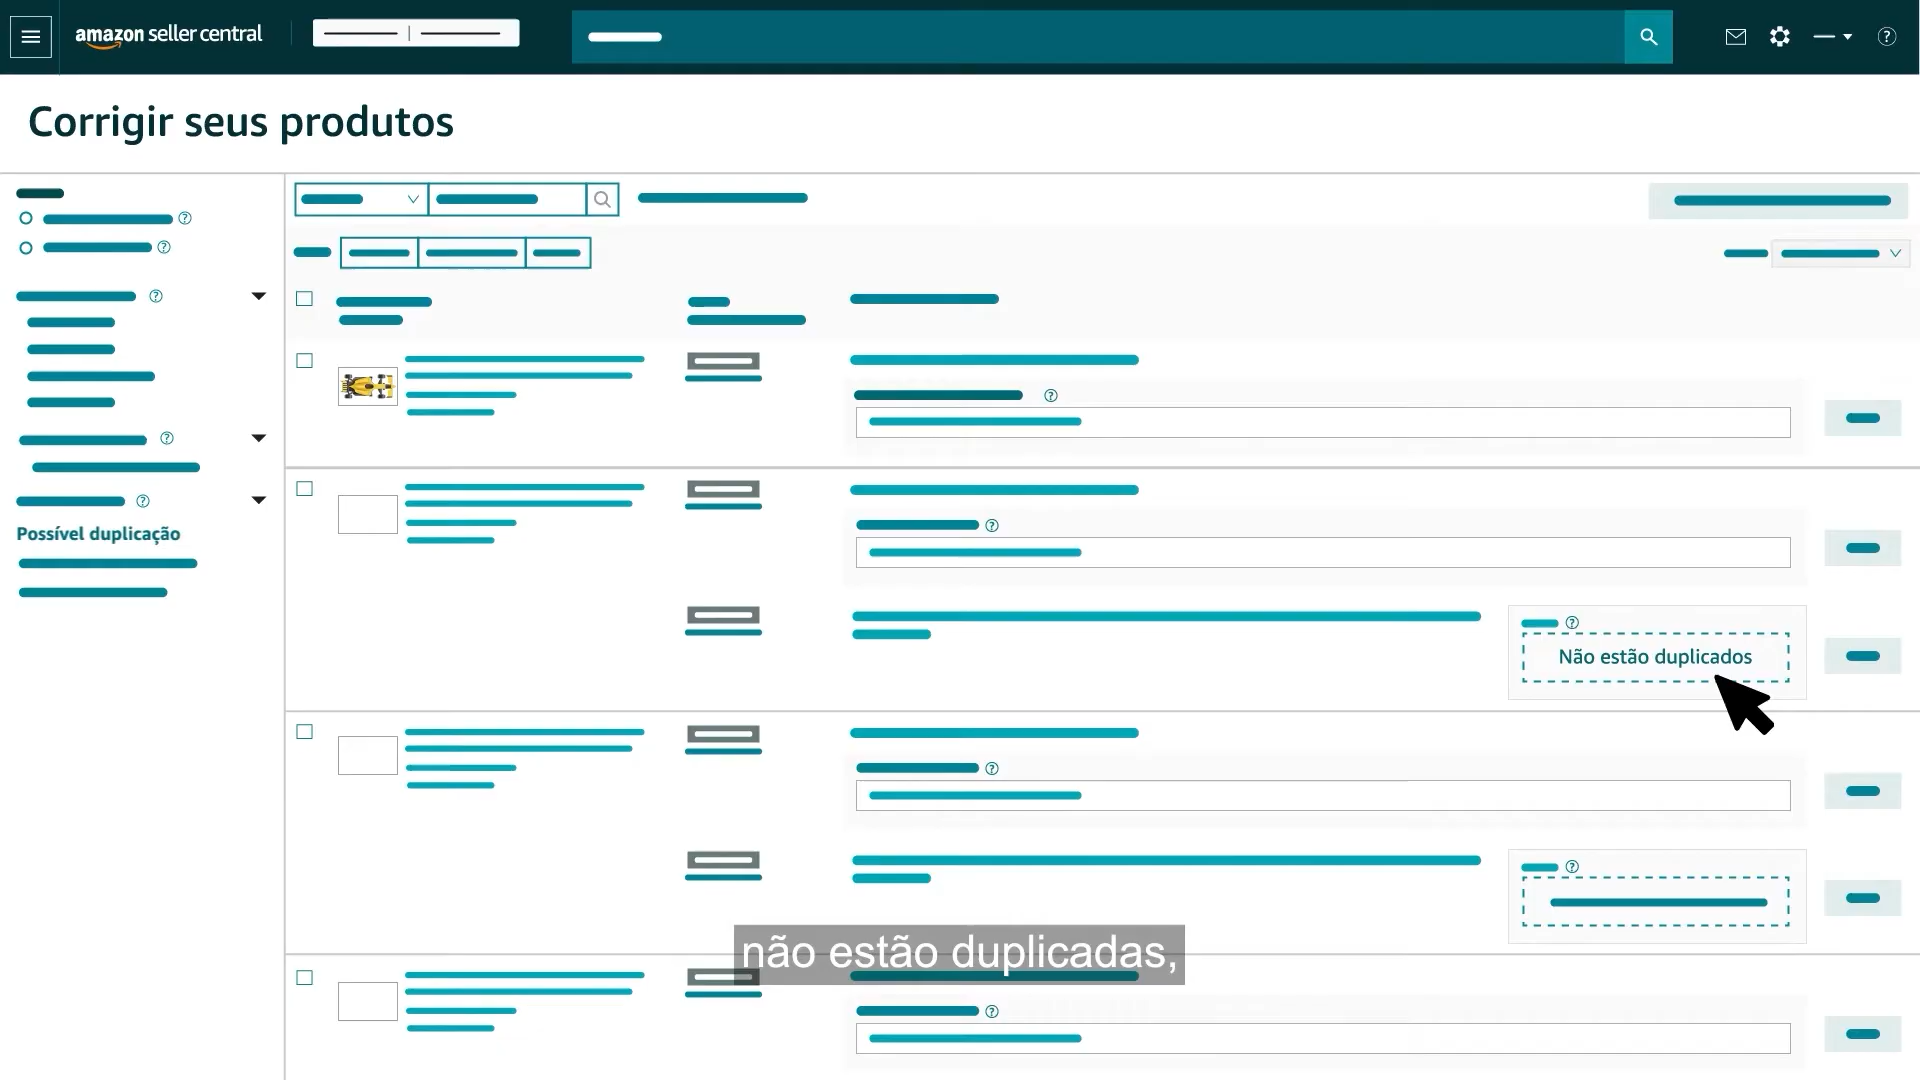 amazon seller central
Corrigir seus produtos
Possível duplicação
Não estão duplicados
não estão duplicadas,